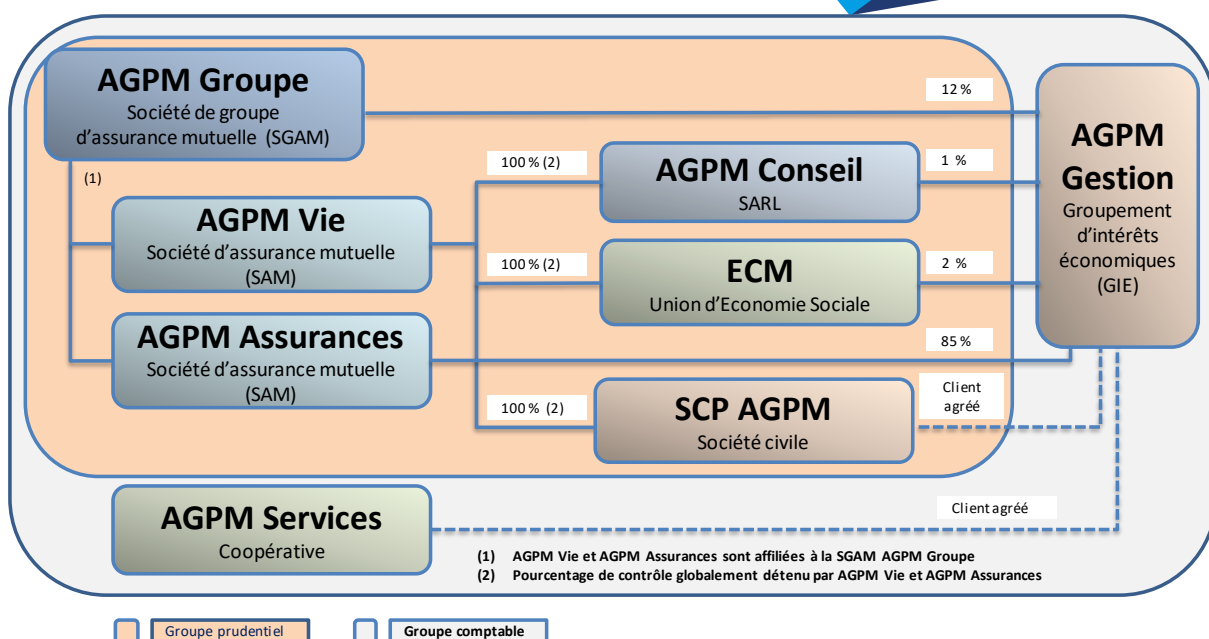 AGPM Groupe
Société de groupe
d'assurance mutuelle (SGAM)
12 %
AGPM
Gestion
Groupement
d'intérêts
économiques
(GIE)
(1)
100 % (2)
AGPM Conseil
SARL
1 %
AGPM Vie
Société d'assurance mutuelle
(SAM)
100 % (2)
ECM
Union d'Economie Sociale
2 %
AGPM Assurances
Société d'assurance mutuelle
(SAM)
85 %
100 % (2)
SCP AGPM
Société civile
Client
agréé
AGPM Services
Coopérative
Client agréé
(1) AGPM Vie et AGPM Assurances sont affiliées à la SGAM AGPM Groupe
(2) Pourcentage de contrôle globalement détenu par AGPM Vie et AGPM Assurances
Groupe prudentiel
Groupe comptable